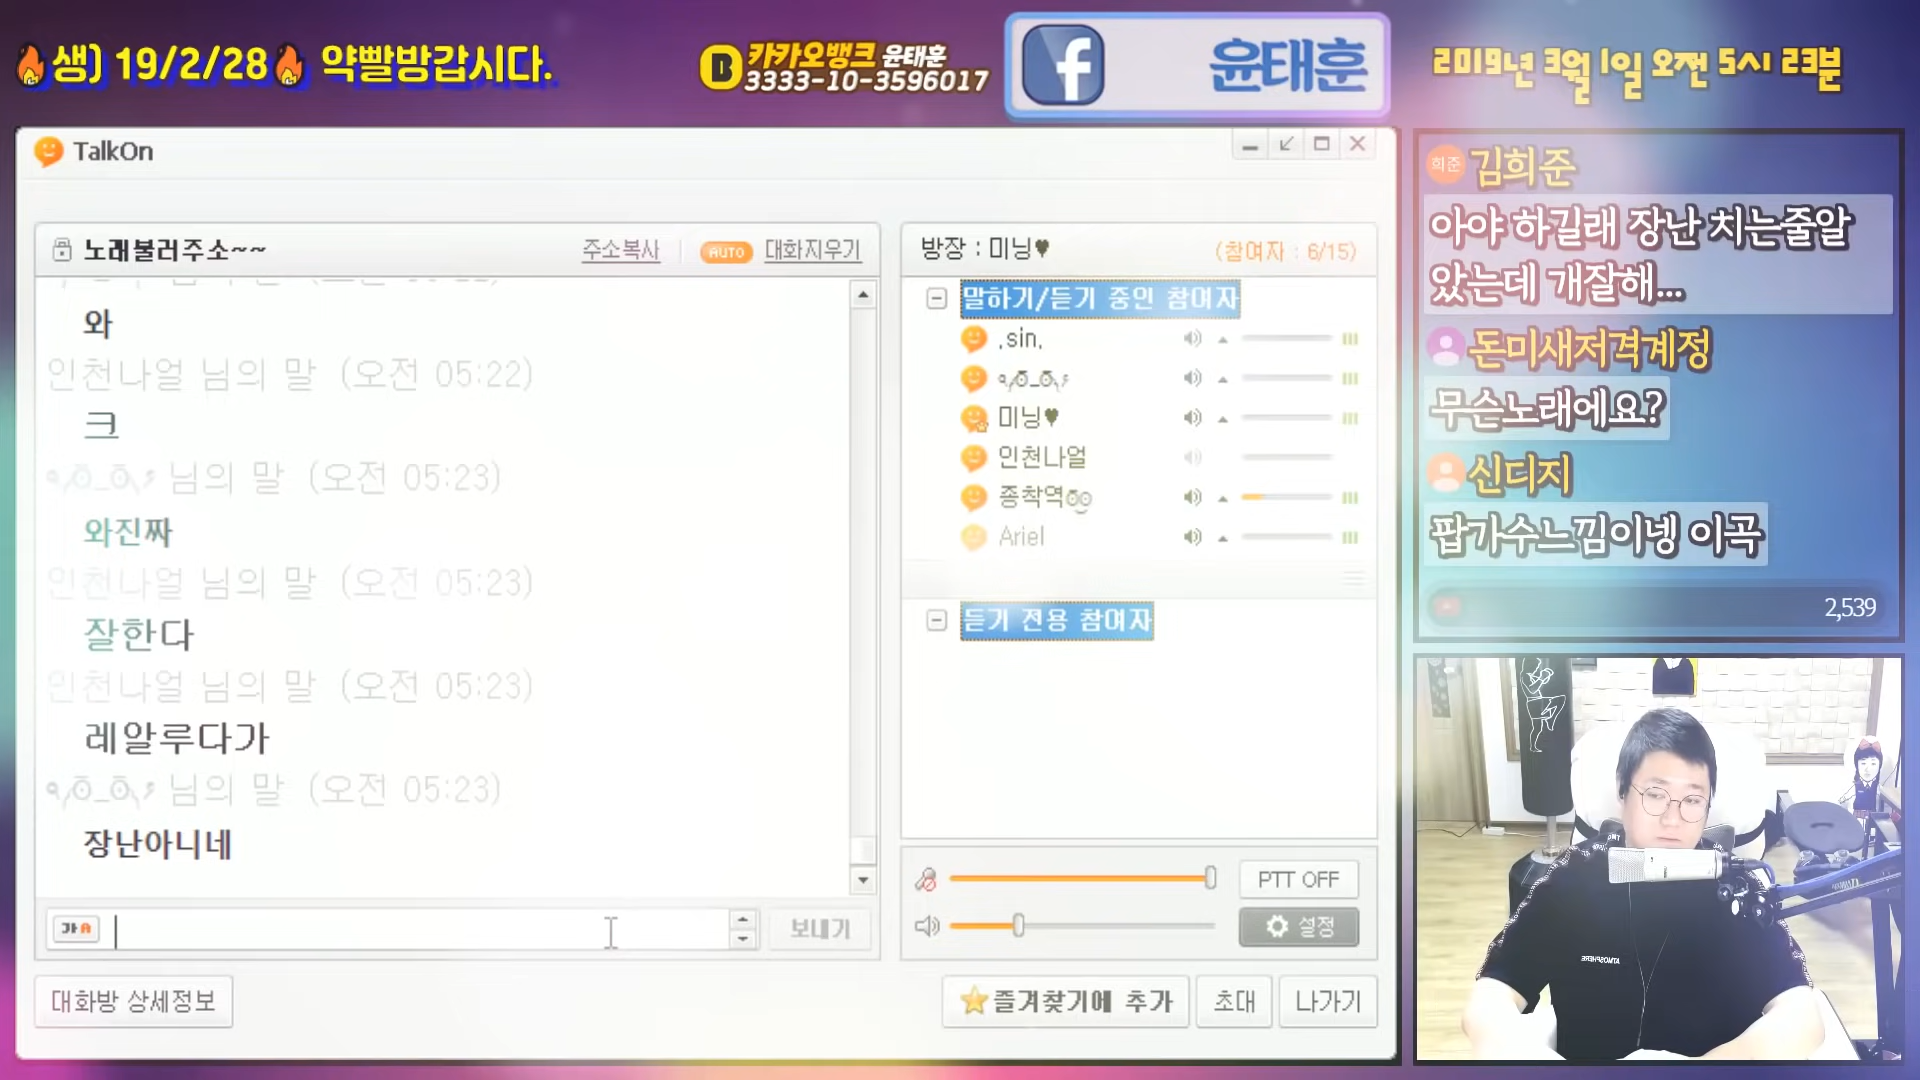 생) 19/2/28 약빨방갑시다.
카카오뱅크 윤태훈
3333-10-3596017
윤태훈
2019년 3월 1일 오전 5시 23분
TalkOn
노래불러주소~~
주소복사
AUTO
대화지우기
와
인천나얼 님의 말 (오전 05:22)
크
님의 말 (오전 05:23)
와진짜
인천나얼 님의 말 (오전 05:23)
잘한다
인천나얼 님의 말 (오전 05:23)
레알루다가
님의 말 (오전 05:23)
장난아니네
가A
보내기
대화방 상세정보
방장 : 미닝♥
(참여자 : 6/15)
말하기/듣기 중인 참여자
.sin.
미닝♥
인천나얼
종착역
Ariel
듣기 전용 참여자
PTT OFF
설정
즐겨찾기에 추가
초대
나가기
희준
김희준
아야 하길래 장난 치는줄알
았는데 개잘해...
돈미새저격계정
무슨노래에요?
신디지
팝가수느낌이넹 이곡
2,539